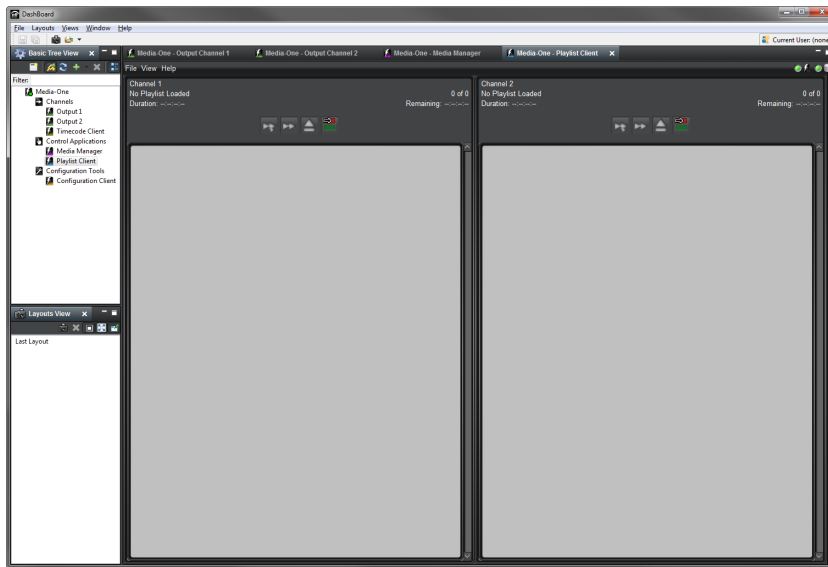 DashBoard
File Layouts Views Window Help
Current User: (none
Basic Tree View
Media-One - Output Channel 1
Media-One - Output Channel 2
Media-One - Media Manager
Media-One - Playlist Client
File View Help
Filter:
Media-One
Channels
Output 1
Output 2
Timecode Client
Control Applications
Media Manager
Playlist Client
Configuration Tools
Configuration Client
Channel 1
No Playlist Loaded 0 of 0
Duration: --:--:--:-- Remaining: --:--:--:--
Channel 2
No Playlist Loaded 0 of 0
Duration: --:--:--:-- Remaining: --:--:--:--
Layouts View
Last Layout